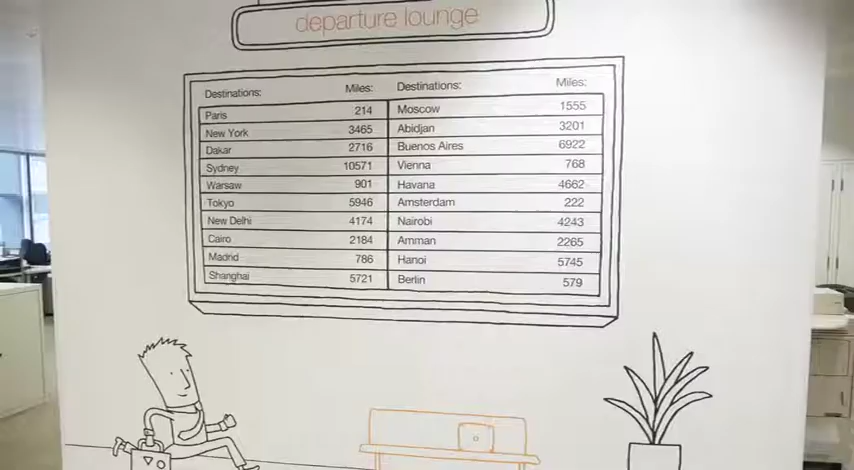 departure lounge
Destinations: Miles: Destinations: Miles:
Paris 214 Moscow 1555
New York 3465 Abidjan 3201
Dakar 2716 Buenos Aires 6922
Sydney 10571 Vienna 768
Warsaw 901 Havana 4662
Tokyo 5946 Amsterdam 222
New Delhi 4174 Nairobi 4243
Cairo 2184 Amman 2265
Madrid 786 Hanoi 5745
Shanghai 5721 Berlin 579